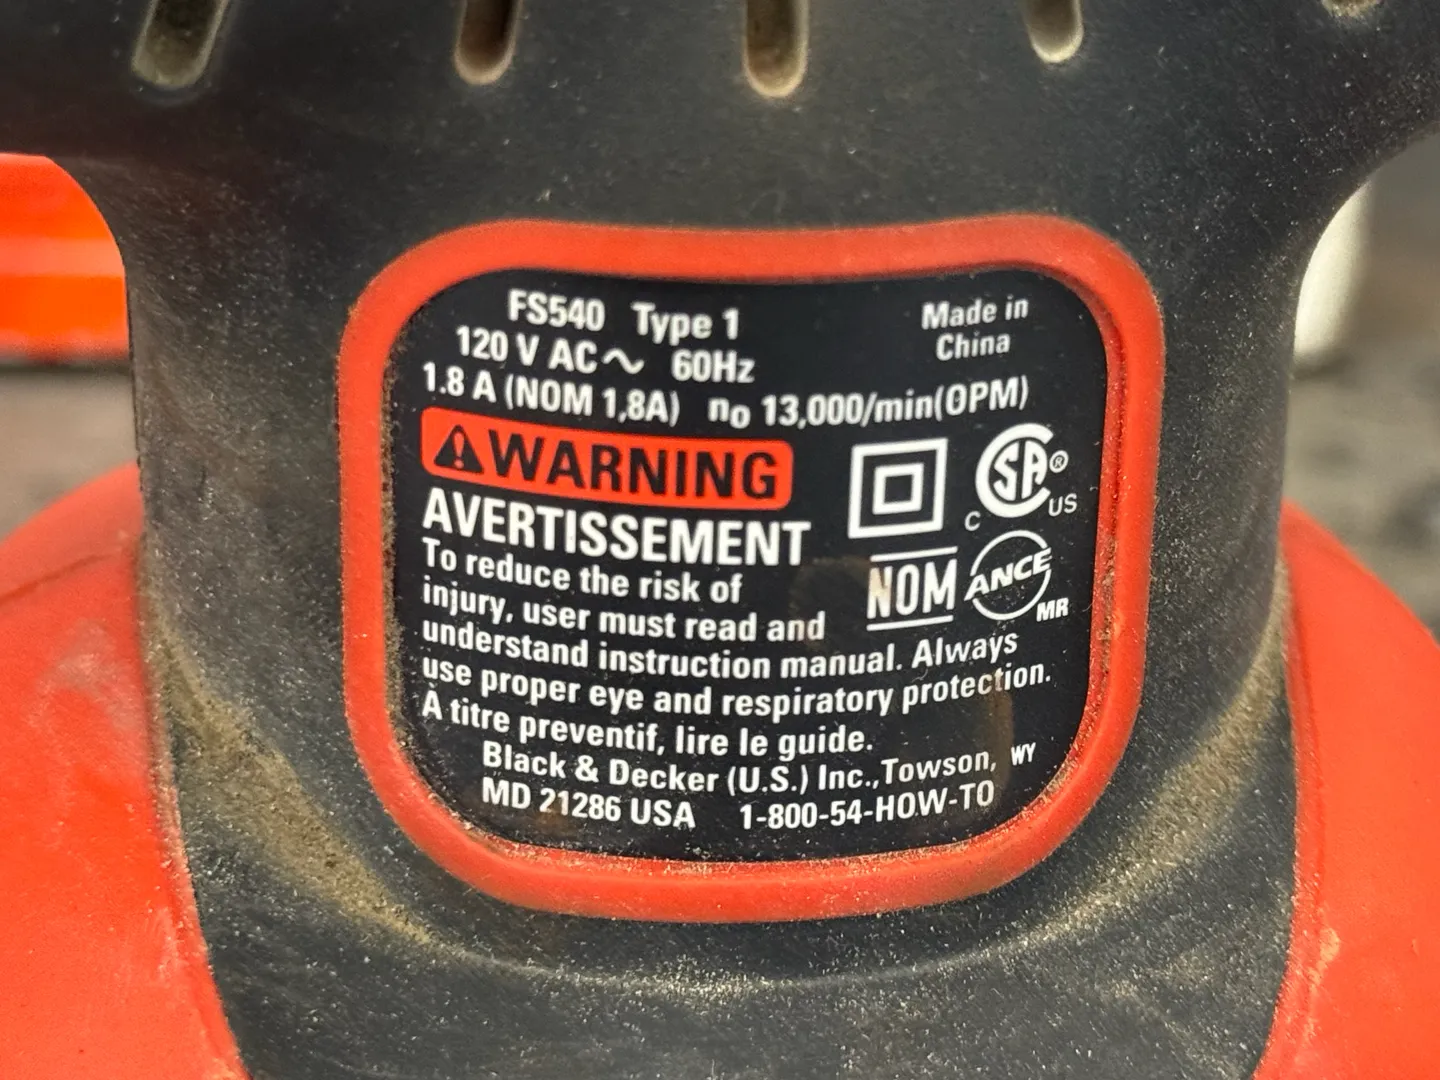 FS540 Type 1
Made in
China
120 V AC～ 60Hz
1.8 A (NOM 1,8A) no 13,000/min(OPM)
⚠WARNING
AVERTISSEMENT
SA®
C US
NOM
ANCE
MR
To reduce the risk of
injury, user must read and
understand instruction manual. Always
use proper eye and respiratory protection.
À titre preventif, lire le guide.
Black & Decker (U.S.) Inc.,Towson, WY
MD 21286 USA 1-800-54-HOW-TO